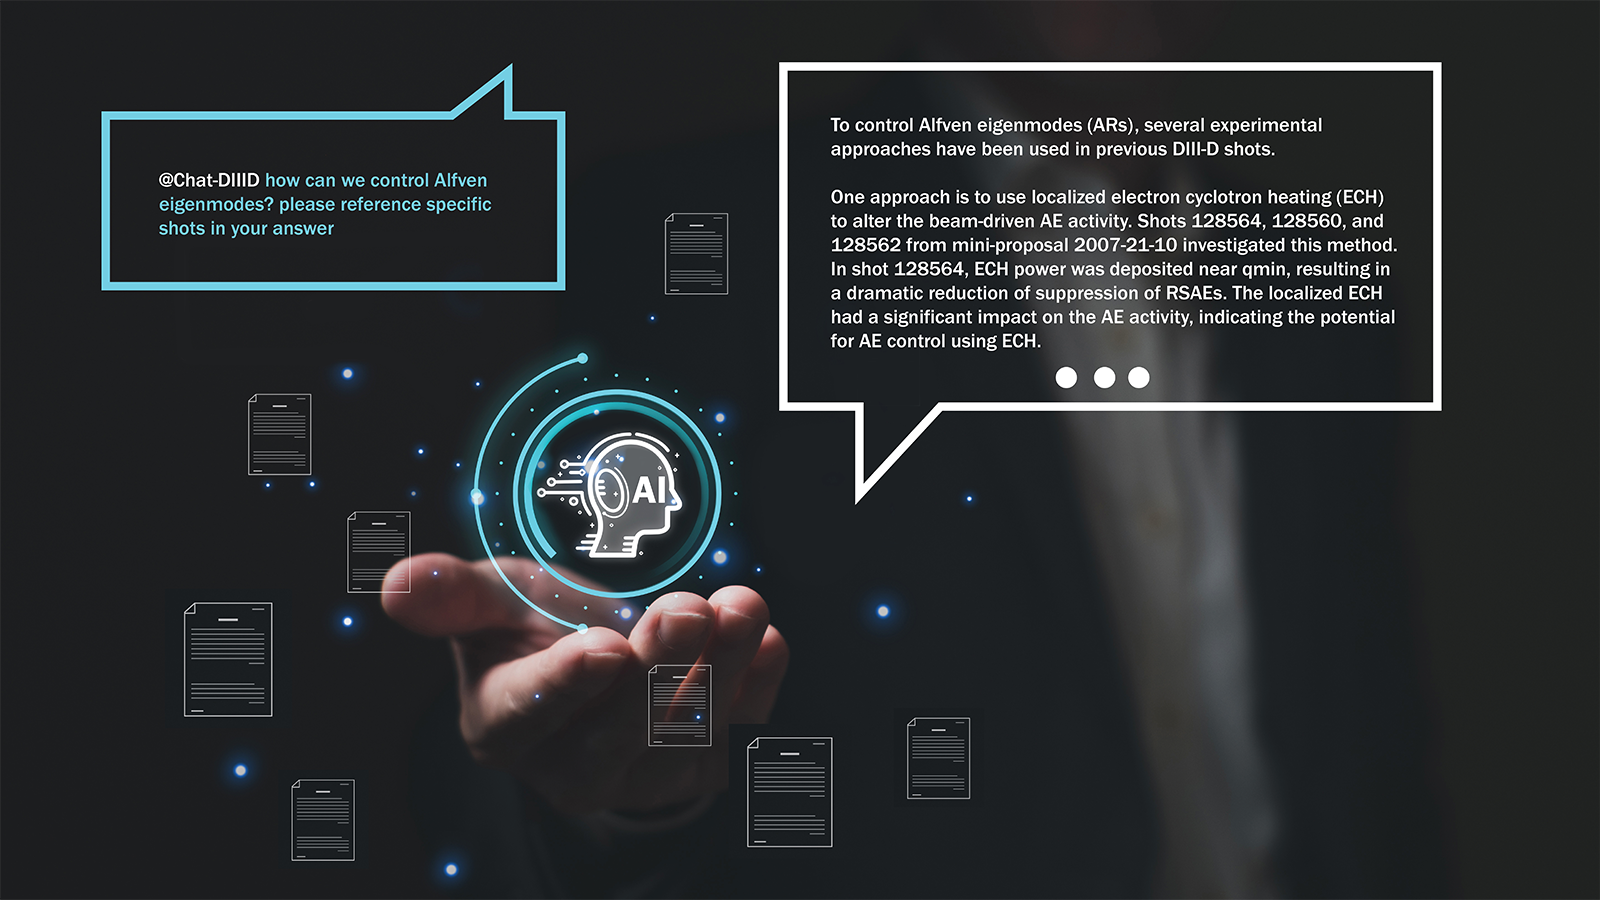 @Chat-DIIID how can we control Alfven
eigenmodes? please reference specific
shots in your answer
To control Alfven eigenmodes (ARs), several experimental
approaches have been used in previous DIII-D shots.
One approach is to use localized electron cyclotron heating (ECH)
to alter the beam-driven AE activity. Shots 128564, 128560, and
128562 from mini-proposal 2007-21-10 investigated this method.
In shot 128564, ECH power was deposited near qmin, resulting in
a dramatic reduction of suppression of RSAEs. The localized ECH
had a significant impact on the AE activity, indicating the potential
for AE control using ECH.
AI